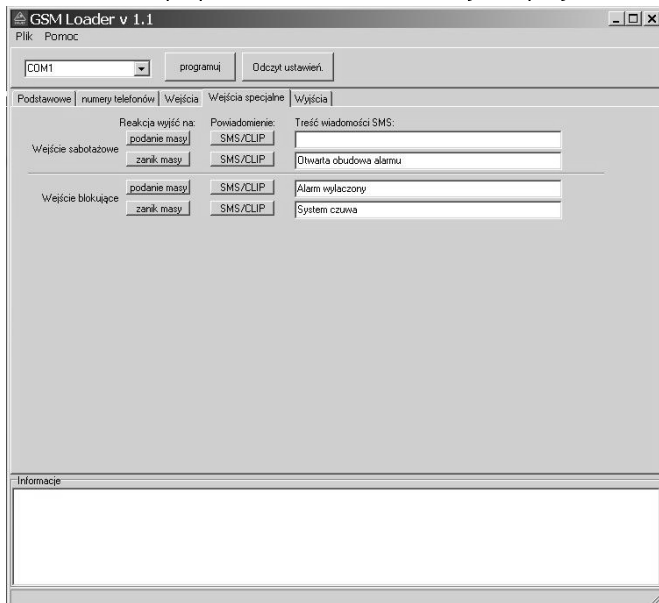 GSM Loader v 1.1
Plik Pomoc
COM1 programuj Odczyt ustawień.
Podstawowe numery telefonów Wejścia Wejścia specjalne Wyjścia
Reakcja wyjść na: Powiadomienie: Treść wiadomości SMS:
podanie masy SMS/CLIP
Wejście sabotażowe
zanik masy SMS/CLIP Otwarta obudowa alarmu
podanie masy SMS/CLIP Alarm wylaczony
Wejście blokujące
zanik masy SMS/CLIP System czuwa
Informacje